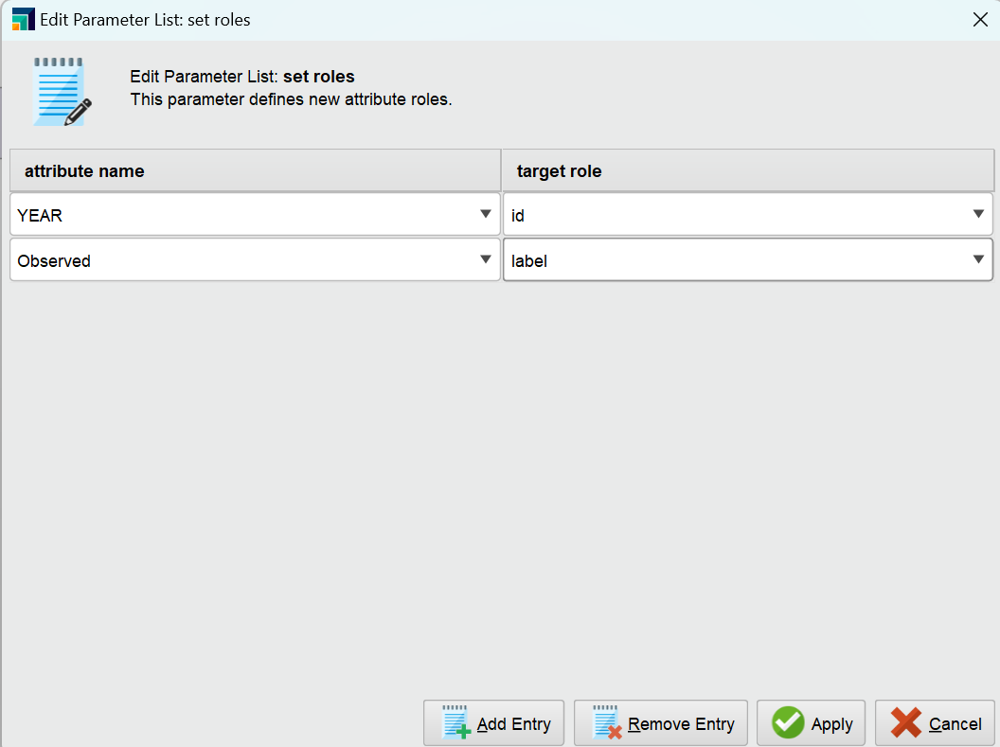 Edit Parameter List: set roles
Edit Parameter List: set roles
This parameter defines new attribute roles.
attribute name target role
YEAR id
Observed label
Add Entry Remove Entry Apply Cancel